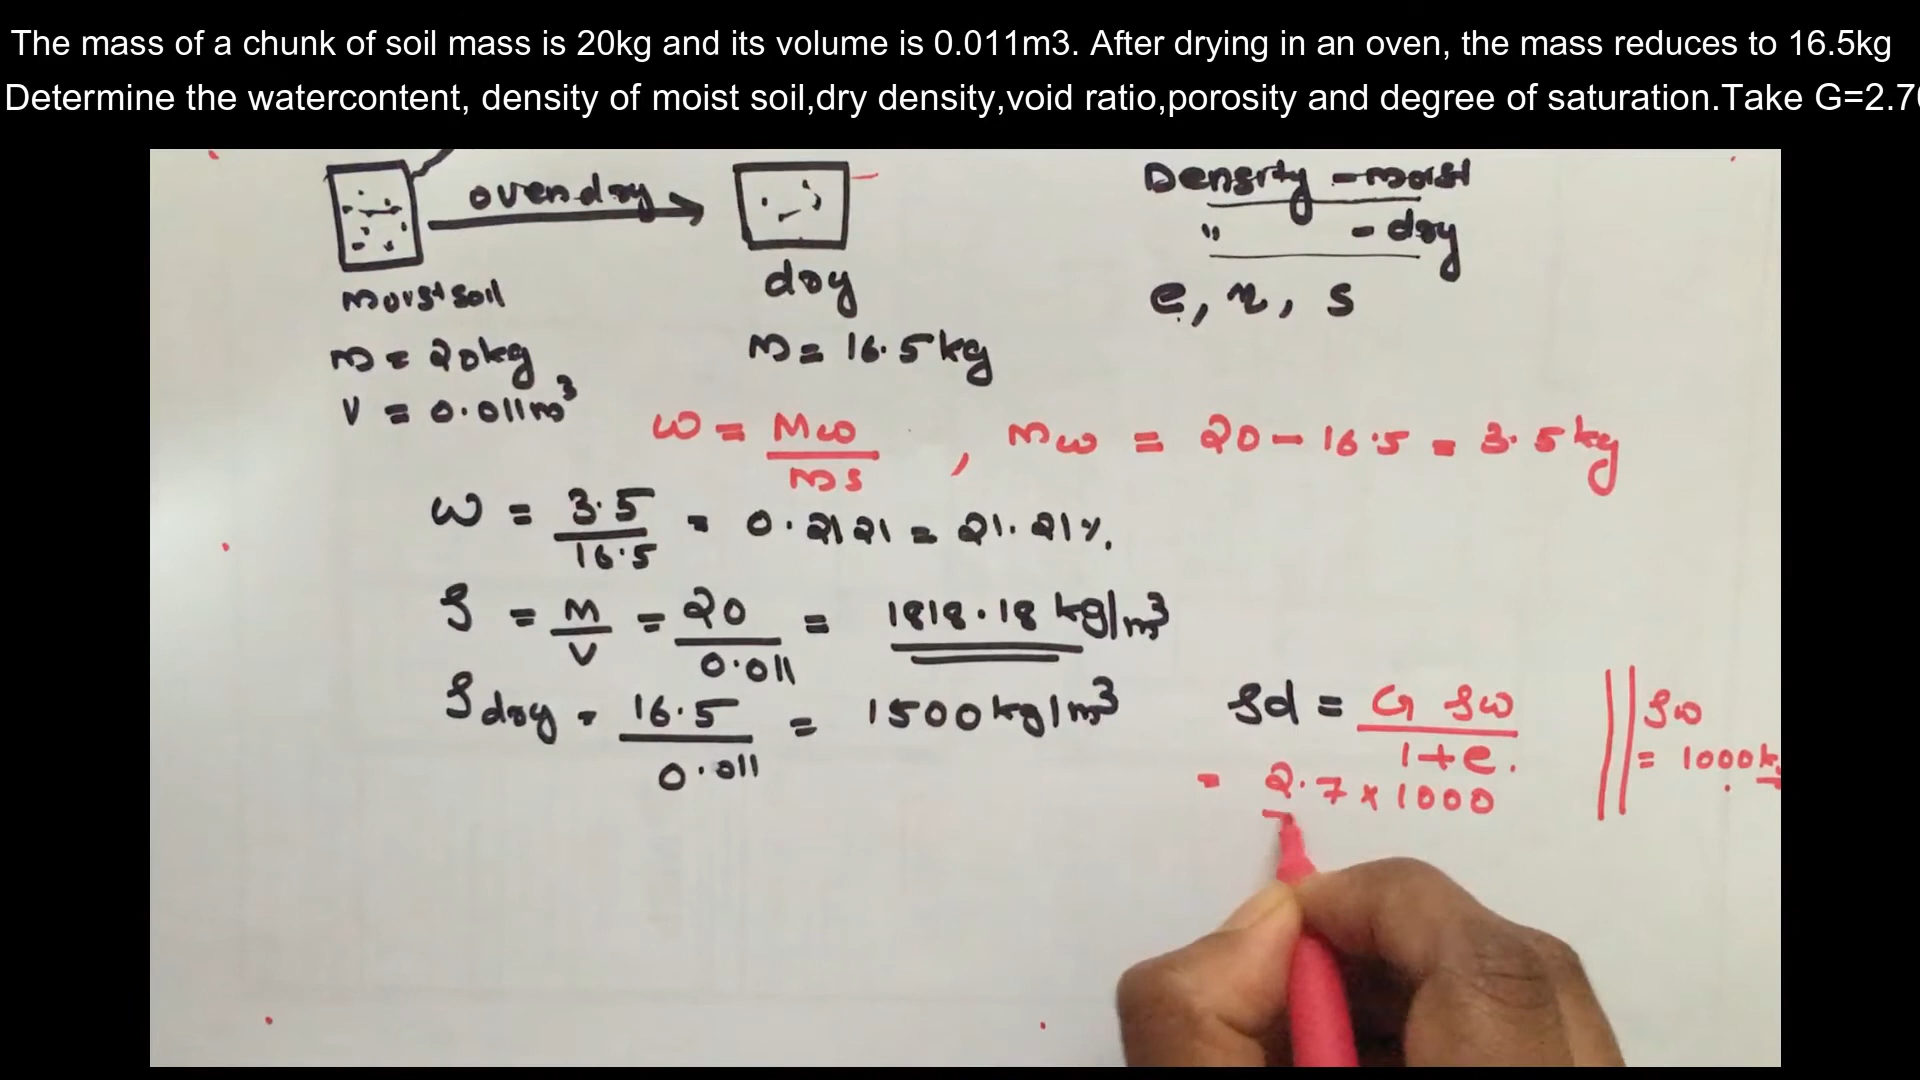 The mass of a chunk of soil mass is 20kg and its volume is 0.011m3. After drying in an oven, the mass reduces to 16.5kg
Determine the watercontent, density of moist soil,dry density,void ratio,porosity and degree of saturation.Take G=2.70
oven dry
Density - moist
" - dry
moist soil
dry
e, n, s
m = 20kg
m = 16.5kg
V = 0.011m³
ω = Mω / ms , mω = 20 - 16.5 = 3.5kg
ω = 3.5 / 16.5 = 0.2121 = 21.21%.
ρ = M / V = 20 / 0.011 = 1818.18 kg/m³
ρdry = 16.5 / 0.011 = 1500kg/m³
ρd = G ρω / 1+e.
ρω
= 1000k
= 2.7 × 1000